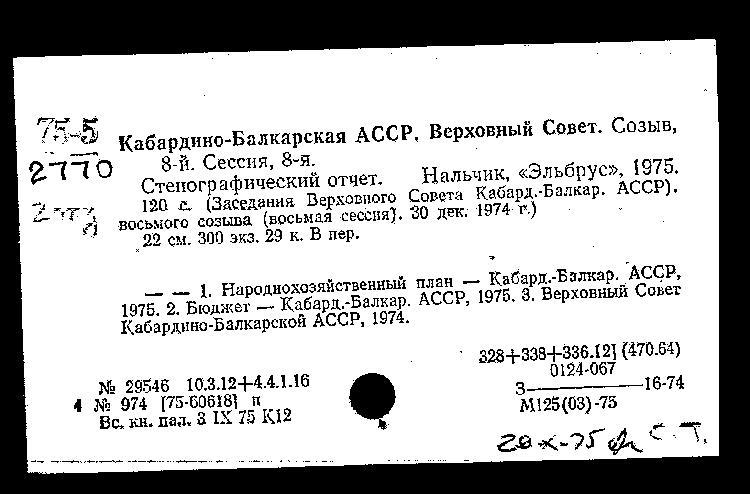 75-5
2770
Кабардино-Балкарская АССР. Верховный Совет. Созыв,
8-й. Сессия, 8-я.
Стенографический отчет. Нальчик, «Эльбрус», 1975.
120 с. (Заседания Верховного Совета Кабард.-Балкар. АССР).
восьмого созыва (восьмая сессия). 30 дек. 1974 г.)
22 см. 300 экз. 29 к. В пер.
— — 1. Народнохозяйственный план — Кабард.-Балкар. АССР,
1975. 2. Бюджет — Кабард.-Балкар. АССР, 1975. 3. Верховный Совет
Кабардино-Балкарской АССР, 1974.
328+338+336.12] (470.64)
0124-067
№ 29546 10.3.12+4.4.1.16
3 — 16-74
4 № 974 [75-60618] п
М125(03)-75
Вс. кн. пал. 3 IX 75 К12
20-X-75 С.Т.